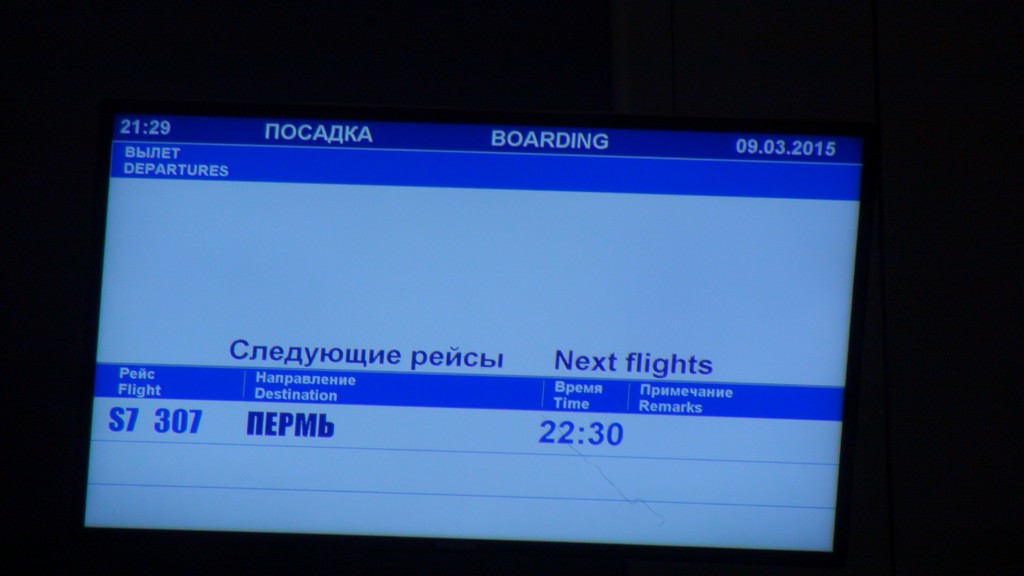 21:29 ПОСАДКА BOARDING 09.03.2015
ВЫЛЕТ
DEPARTURES
Следующие рейсы Next flights
Рейс Направление Время Примечание
Flight Destination Time Remarks
S7 307 ПЕРМЬ 22:30